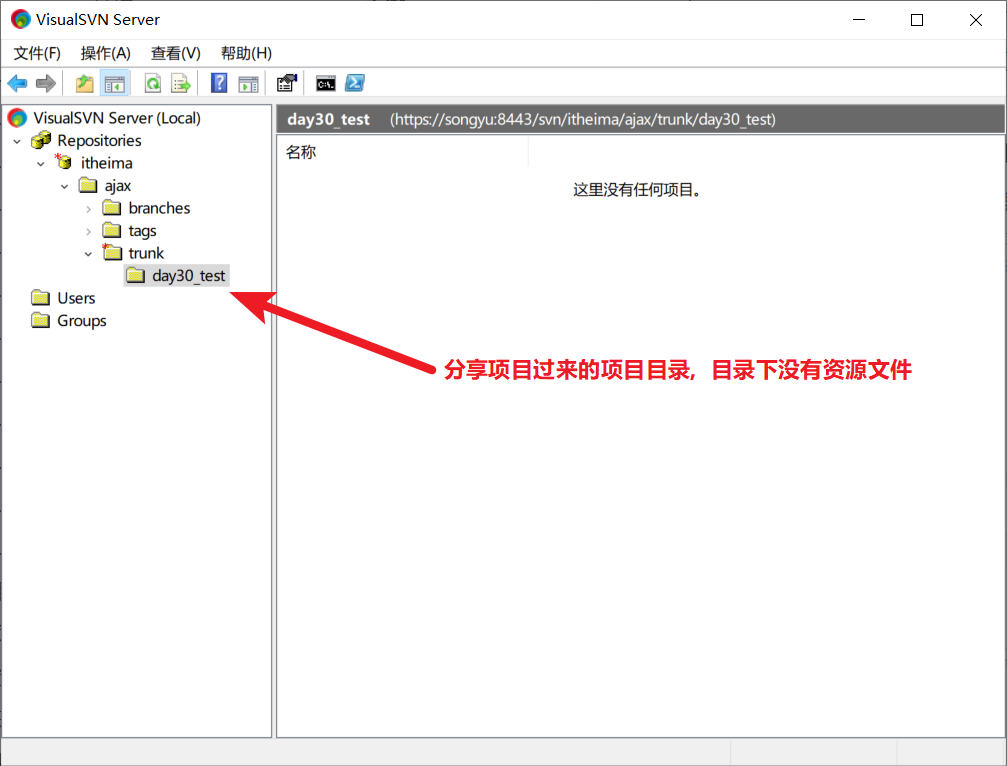 VisualSVN Server
文件(F) 操作(A) 查看(V) 帮助(H)
VisualSVN Server (Local)
Repositories
itheima
ajax
branches
tags
trunk
day30_test
Users
Groups
day30_test (https://songyu:8443/svn/itheima/ajax/trunk/day30_test)
名称
这里没有任何项目。
分享项目过来的项目目录, 目录下没有资源文件